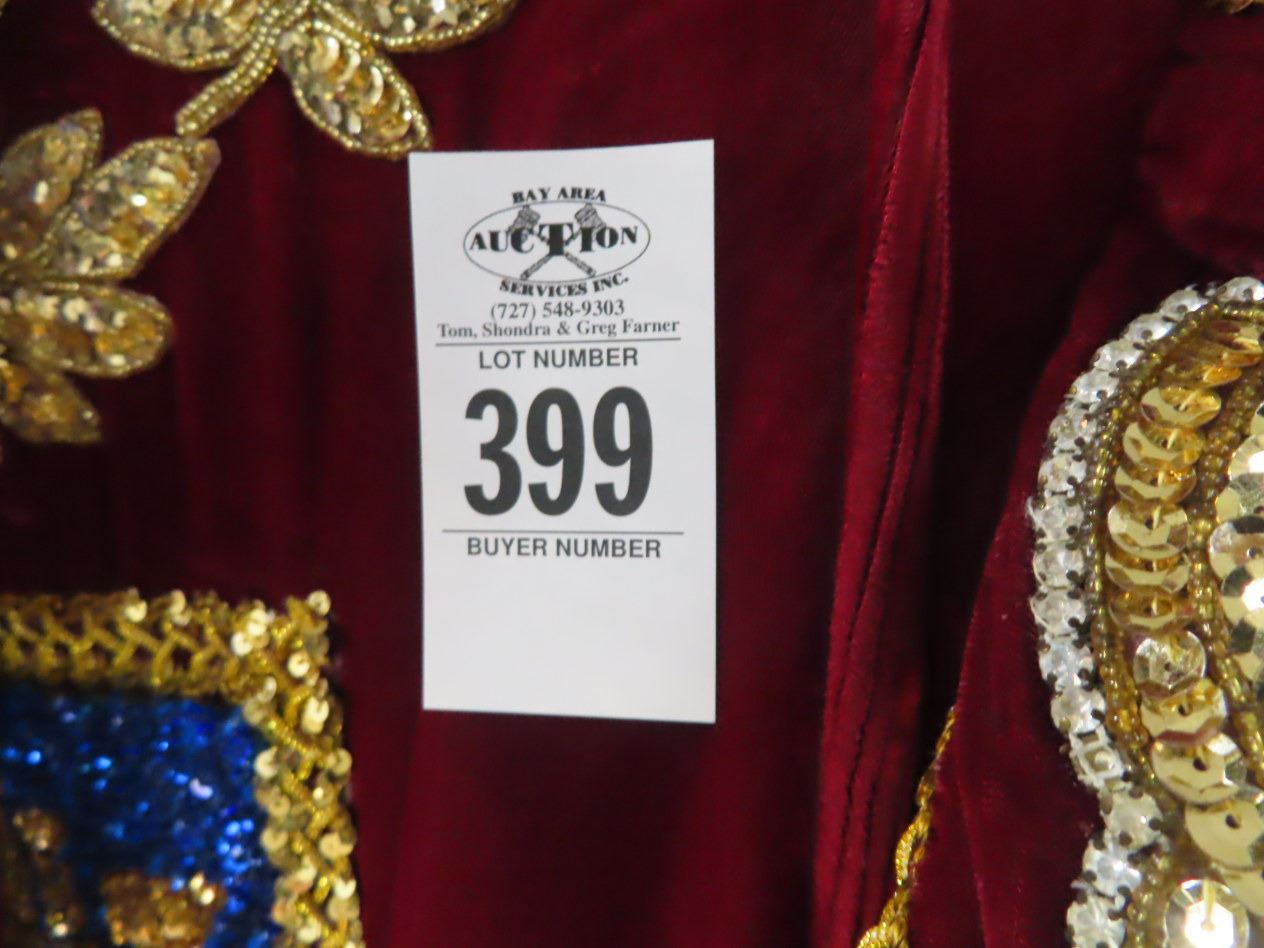 BAY AREA
AUCTION
SERVICES INC.
(727) 548-9303
Tom, Shondra & Greg Farner
LOT NUMBER
399
BUYER NUMBER